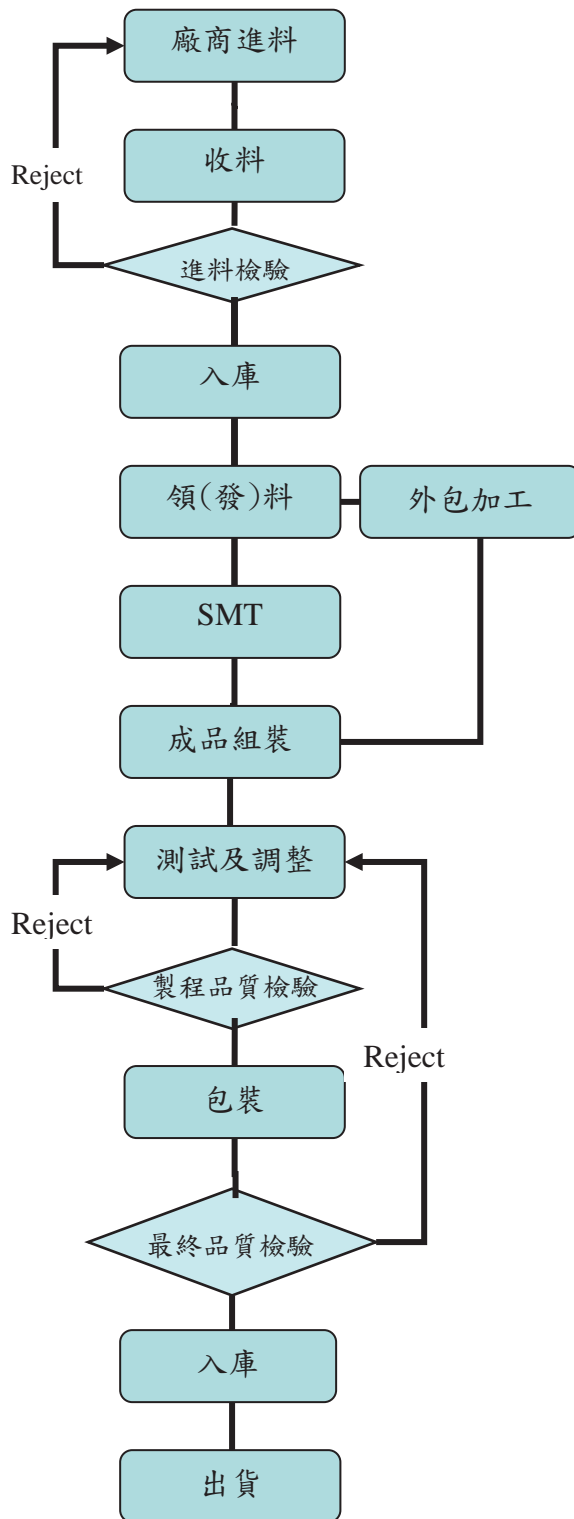 廠商進料
收料
Reject
進料檢驗
入庫
領(發)料
外包加工
SMT
成品組裝
測試及調整
Reject
製程品質檢驗
Reject
包裝
最終品質檢驗
入庫
出貨